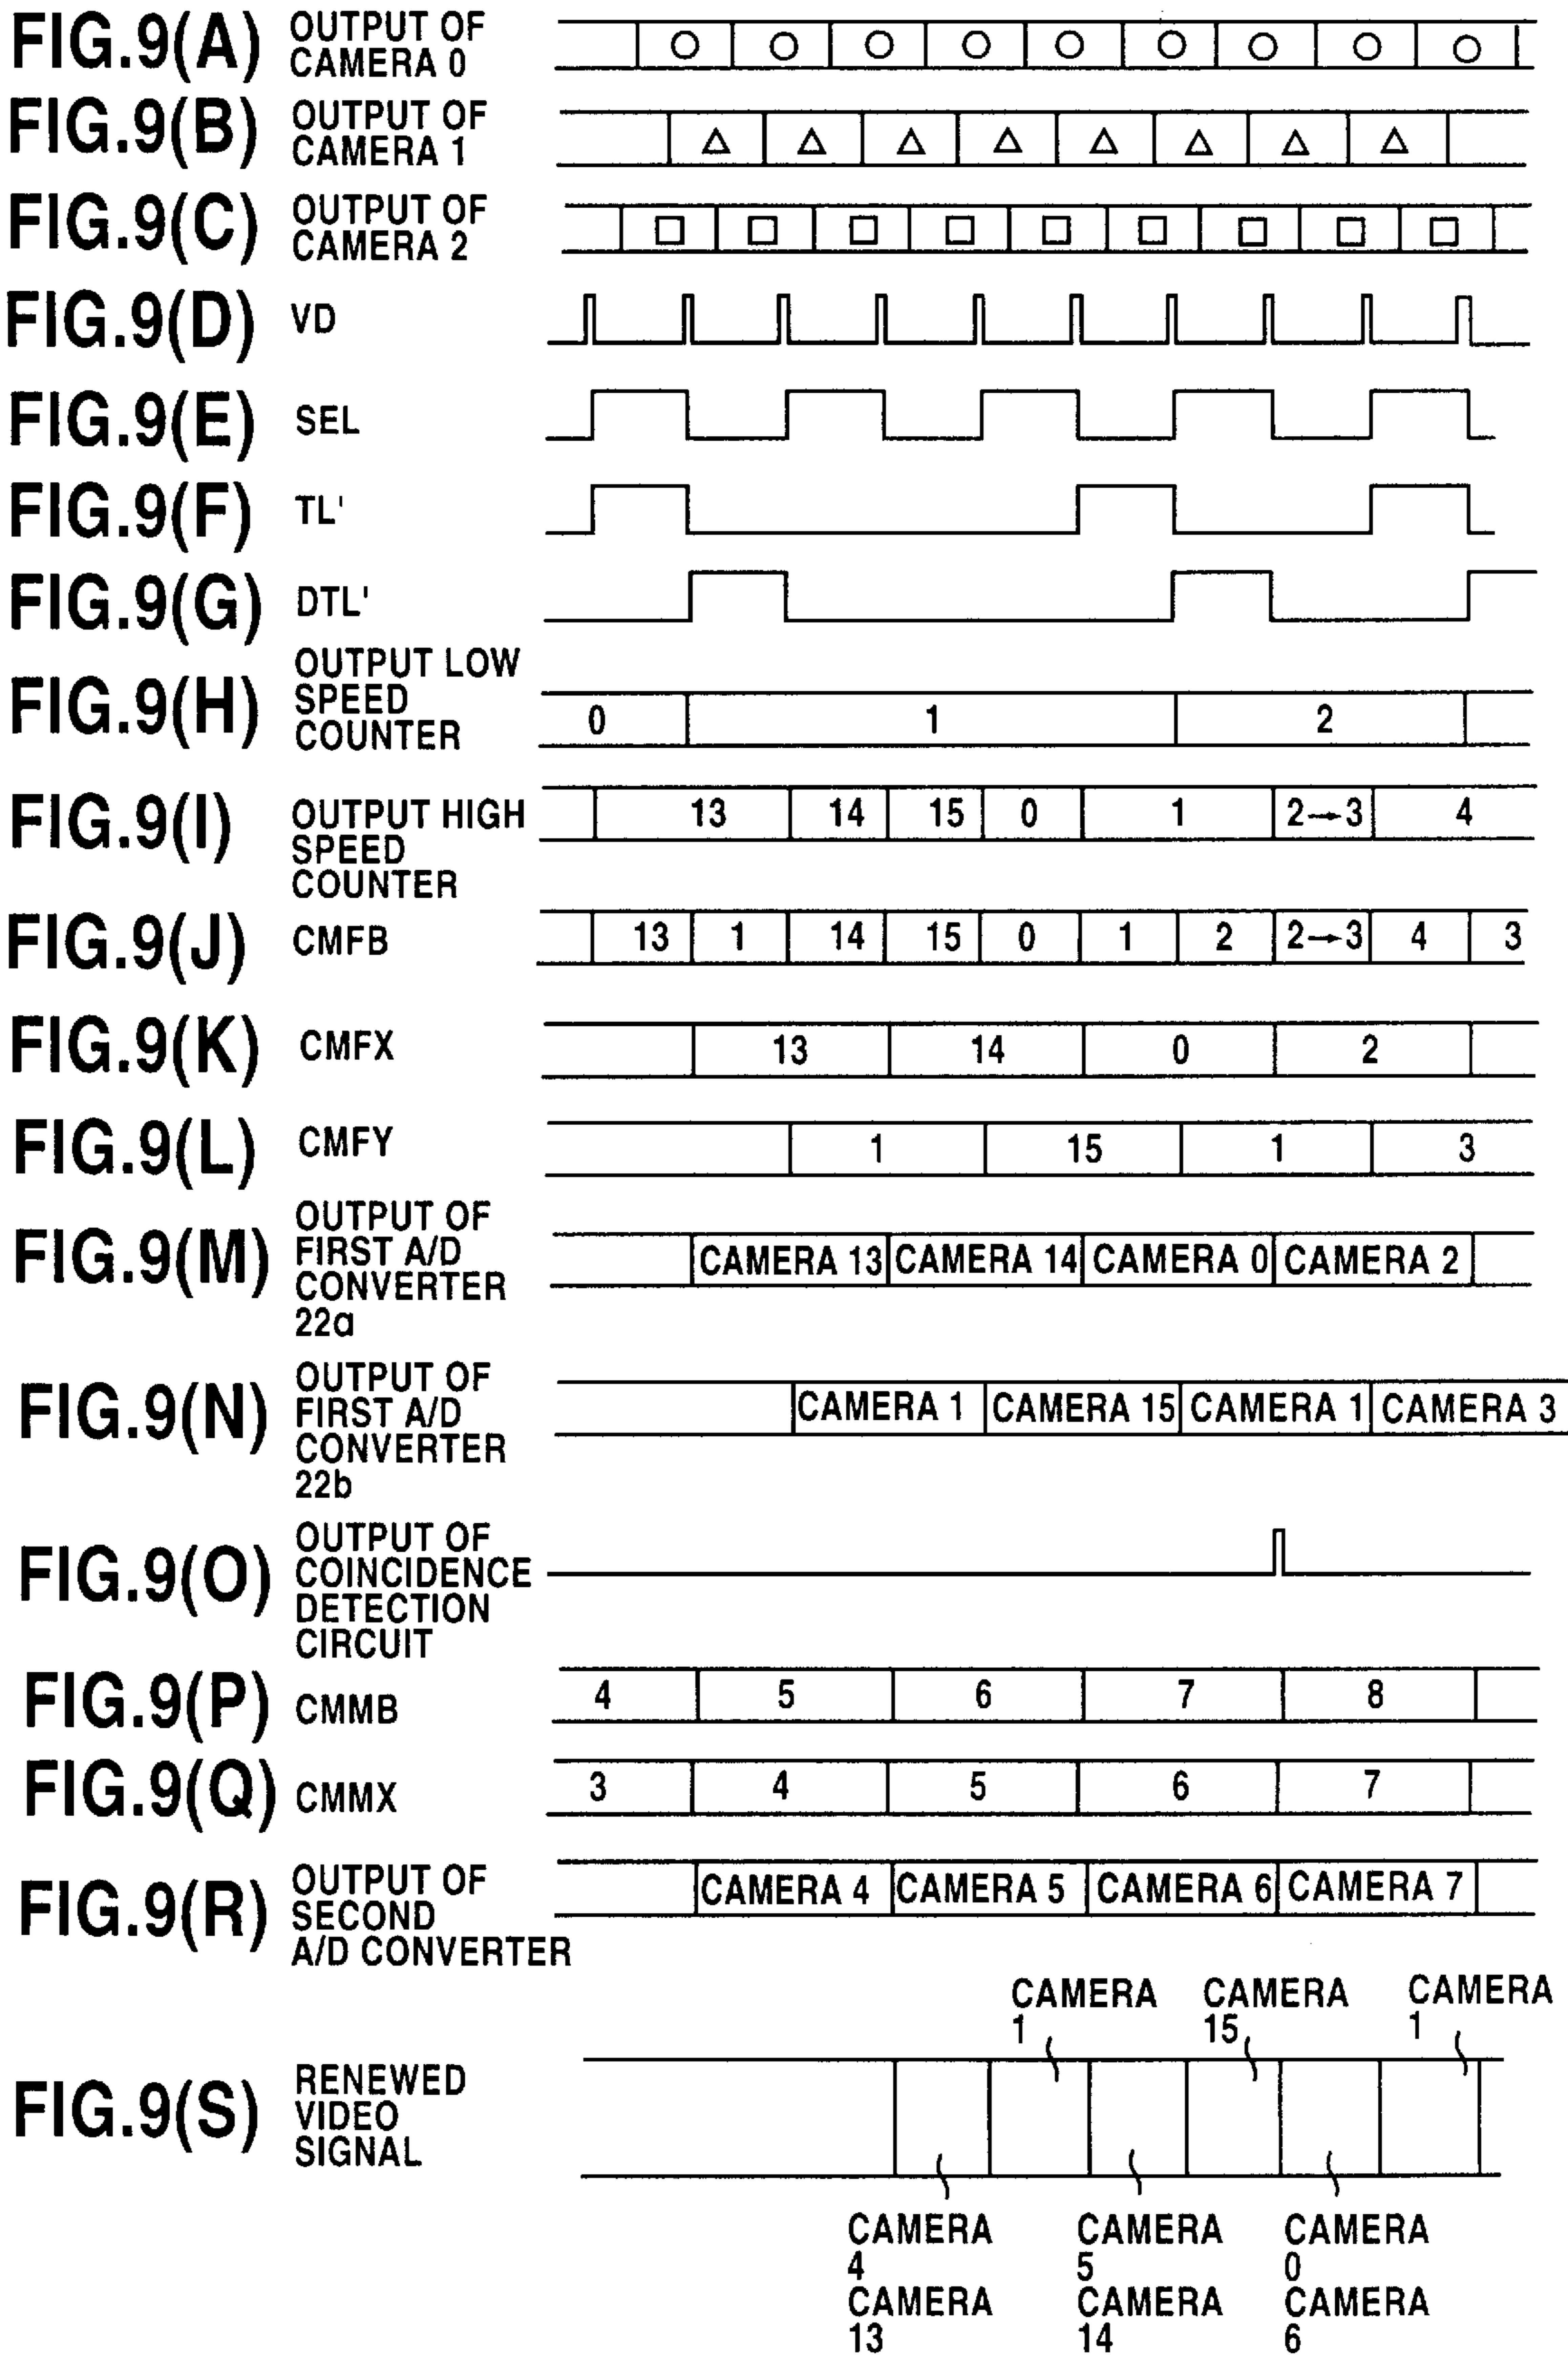 FIG.9(A) OUTPUT OF
CAMERA 0
FIG.9(B) OUTPUT OF
CAMERA 1
FIG.9(C) OUTPUT OF
CAMERA 2
FIG.9(D) VD
FIG.9(E) SEL
FIG.9(F) TL'
FIG.9(G) DTL'
FIG.9(H) OUTPUT LOW
SPEED
COUNTER
0 1 2
FIG.9(I) OUTPUT HIGH
SPEED
COUNTER
13 14 15 0 1 2→3 4
FIG.9(J) CMFB 13 1 14 15 0 1 2 2→3 4 3
FIG.9(K) CMFX 13 14 0 2
FIG.9(L) CMFY 1 15 1 3
FIG.9(M) OUTPUT OF
FIRST A/D
CONVERTER
22a
CAMERA 13 CAMERA 14 CAMERA 0 CAMERA 2
FIG.9(N) OUTPUT OF
FIRST A/D
CONVERTER
22b
CAMERA 1 CAMERA 15 CAMERA 1 CAMERA 3
FIG.9(O) OUTPUT OF
COINCIDENCE
DETECTION
CIRCUIT
FIG.9(P) CMMB 4 5 6 7 8
FIG.9(Q) CMMX 3 4 5 6 7
FIG.9(R) OUTPUT OF
SECOND
A/D CONVERTER
CAMERA 4 CAMERA 5 CAMERA 6 CAMERA 7
FIG.9(S) RENEWED
VIDEO
SIGNAL
CAMERA CAMERA CAMERA
1 15 1
CAMERA CAMERA CAMERA
4 5 0
CAMERA CAMERA CAMERA
13 14 6